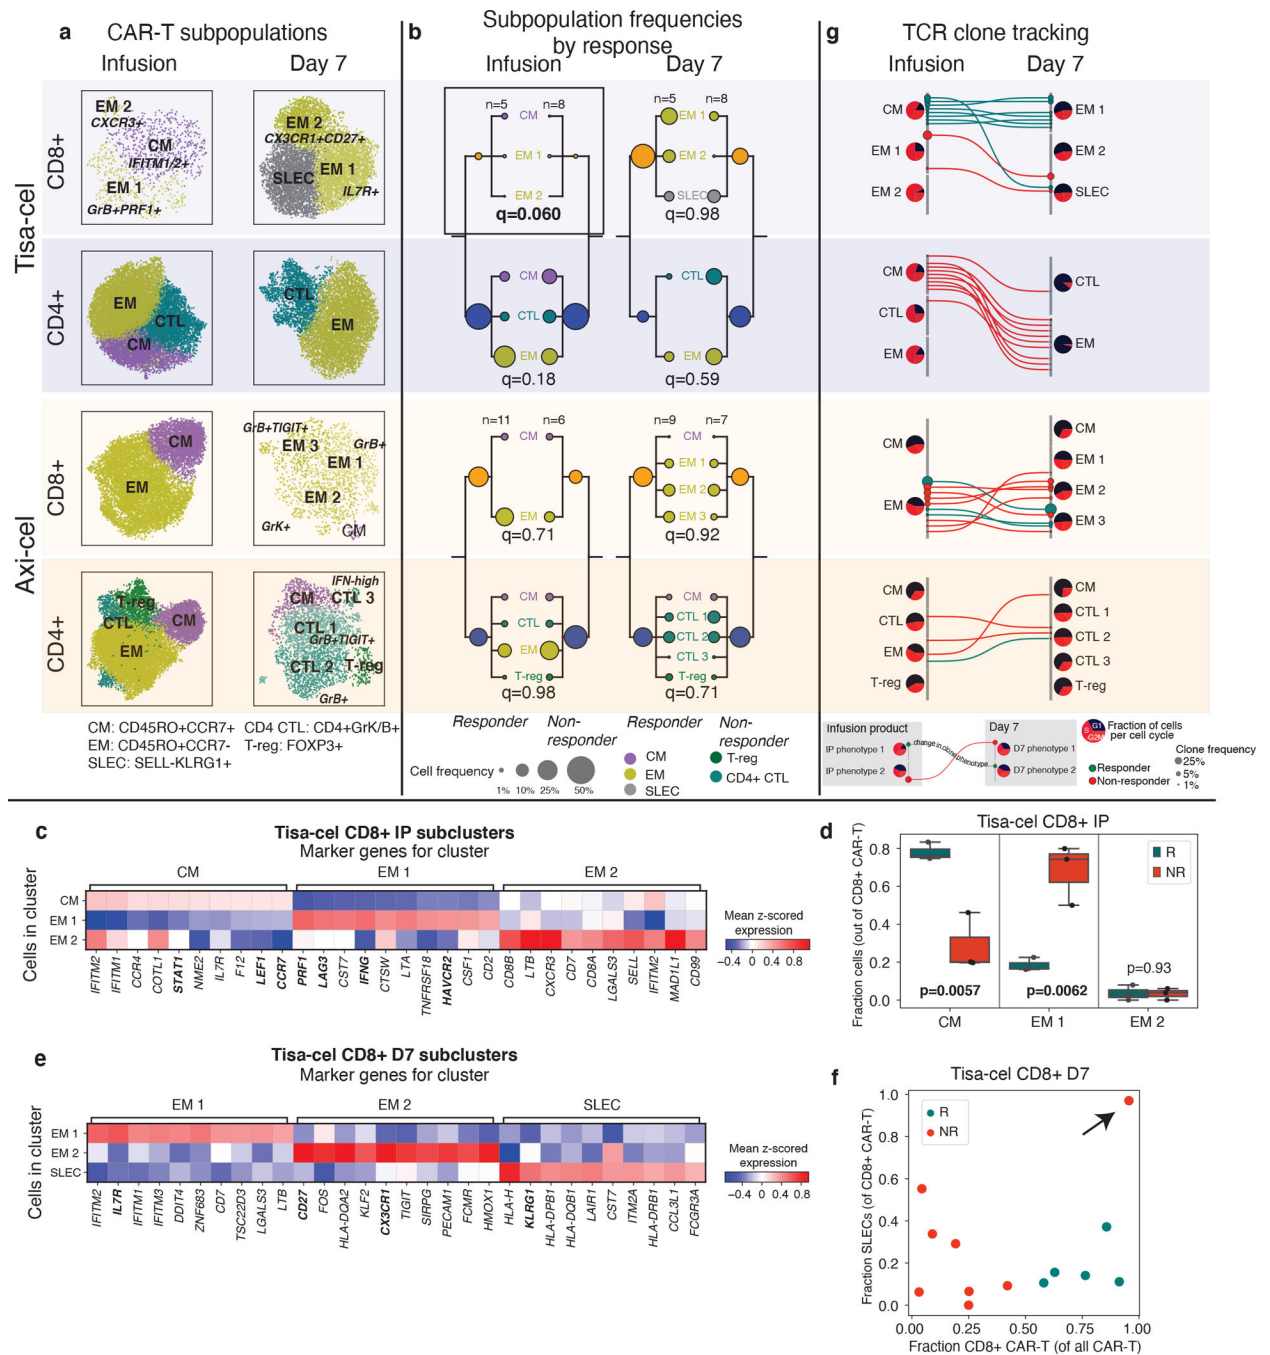 a
CAR-T subpopulations
Infusion
Day 7
Tisa-cel
Axi-cel
CD8+
EM 2
CXCR3+
CM
IFITM1/2+
EM 1
GrB+PRF1+
EM 2
CX3CR1+CD27+
SLEC
EM 1
IL7R+
CD4+
EM
CTL
CM
CTL
EM
CD8+
CM
EM
GrB+TIGIT+
EM 3
GrB+
EM 1
EM 2
GrK+
CM
CD4+
T-reg
CM
CTL
EM
IFN-high
CM
CTL 3
CTL 1
GrB+TIGIT+
CTL 2
T-reg
GrB+
CM: CD45RO+CCR7+
EM: CD45RO+CCR7-
SLEC: SELL-KLRG1+
CD4 CTL: CD4+GrK/B+
T-reg: FOXP3+
b
Subpopulation frequencies
by response
Infusion
Day 7
n=5
n=8
CM
EM 1
EM 2
q=0.060
n=5
n=8
EM 1
EM 2
SLEC
q=0.98
CM
CTL
EM
q=0.18
CTL
EM
q=0.59
n=11
n=6
CM
EM
q=0.71
n=9
n=7
CM
EM 1
EM 2
EM 3
q=0.92
CM
CTL
EM
T-reg
q=0.98
CM
CTL 1
CTL 2
CTL 3
T-reg
q=0.71
Responder
Non-
responder
Responder
Non-
responder
Cell frequency
1%
10%
25%
50%
CM
EM
SLEC
T-reg
CD4+ CTL
g
TCR clone tracking
Infusion
Day 7
CM
EM 1
EM 2
EM 1
EM 2
SLEC
CM
CTL
EM
CTL
EM
CM
EM
CM
EM 1
EM 2
EM 3
CM
CTL
EM
T-reg
CM
CTL 1
CTL 2
CTL 3
T-reg
Infusion product
IP phenotype 1
IP phenotype 2
change in clone phenotype
Day 7
D7 phenotype 1
D7 phenotype 2
G1
S
G2M
Fraction of cells
per cell cycle
Responder
Non-responder
Clone frequency
25%
5%
1%
c
Tisa-cel CD8+ IP subclusters
Marker genes for cluster
CM
EM 1
EM 2
Cells in cluster
CM
EM 1
EM 2
IFITM2
IFITM1
CCR4
COTL1
STAT1
NME2
IL7R
F12
LEF1
CCR7
PRF1
LAG3
CST7
IFNG
CTSW
LTA
TNFRSF18
HAVCR2
CSF1
CD2
CD8B
LTB
CXCR3
CD7
CD8A
LGALS3
SELL
IFITM2
MAD1L1
CD99
Mean z-scored
expression
−0.4 0 0.4 0.8
d
Tisa-cel CD8+ IP
Fraction cells (out of CD8+ CAR-T)
0.8
0.6
0.4
0.2
0.0
R
NR
p=0.0057
p=0.0062
p=0.93
CM
EM 1
EM 2
e
Tisa-cel CD8+ D7 subclusters
Marker genes for cluster
EM 1
EM 2
SLEC
Cells in cluster
EM 1
EM 2
SLEC
IFITM2
IL7R
IFITM1
IFITM3
DDIT4
ZNF683
CD7
TSC22D3
LGALS3
LTB
CD27
FOS
HLA-DQA2
KLF2
CX3CR1
TIGIT
SIRPG
PECAM1
FCMR
HMOX1
HLA-H
KLRG1
HLA-DPB1
HLA-DQB1
LAIR1
CST7
ITM2A
HLA-DRB1
CCL3L1
FCGR3A
Mean z-scored
expression
−0.4 0 0.4 0.8
f
Tisa-cel CD8+ D7
Fraction SLECs (of CD8+ CAR-T)
1.0
0.8
0.6
0.4
0.2
0.0
R
NR
0.00
0.25
0.50
0.75
1.00
Fraction CD8+ CAR-T (of all CAR-T)